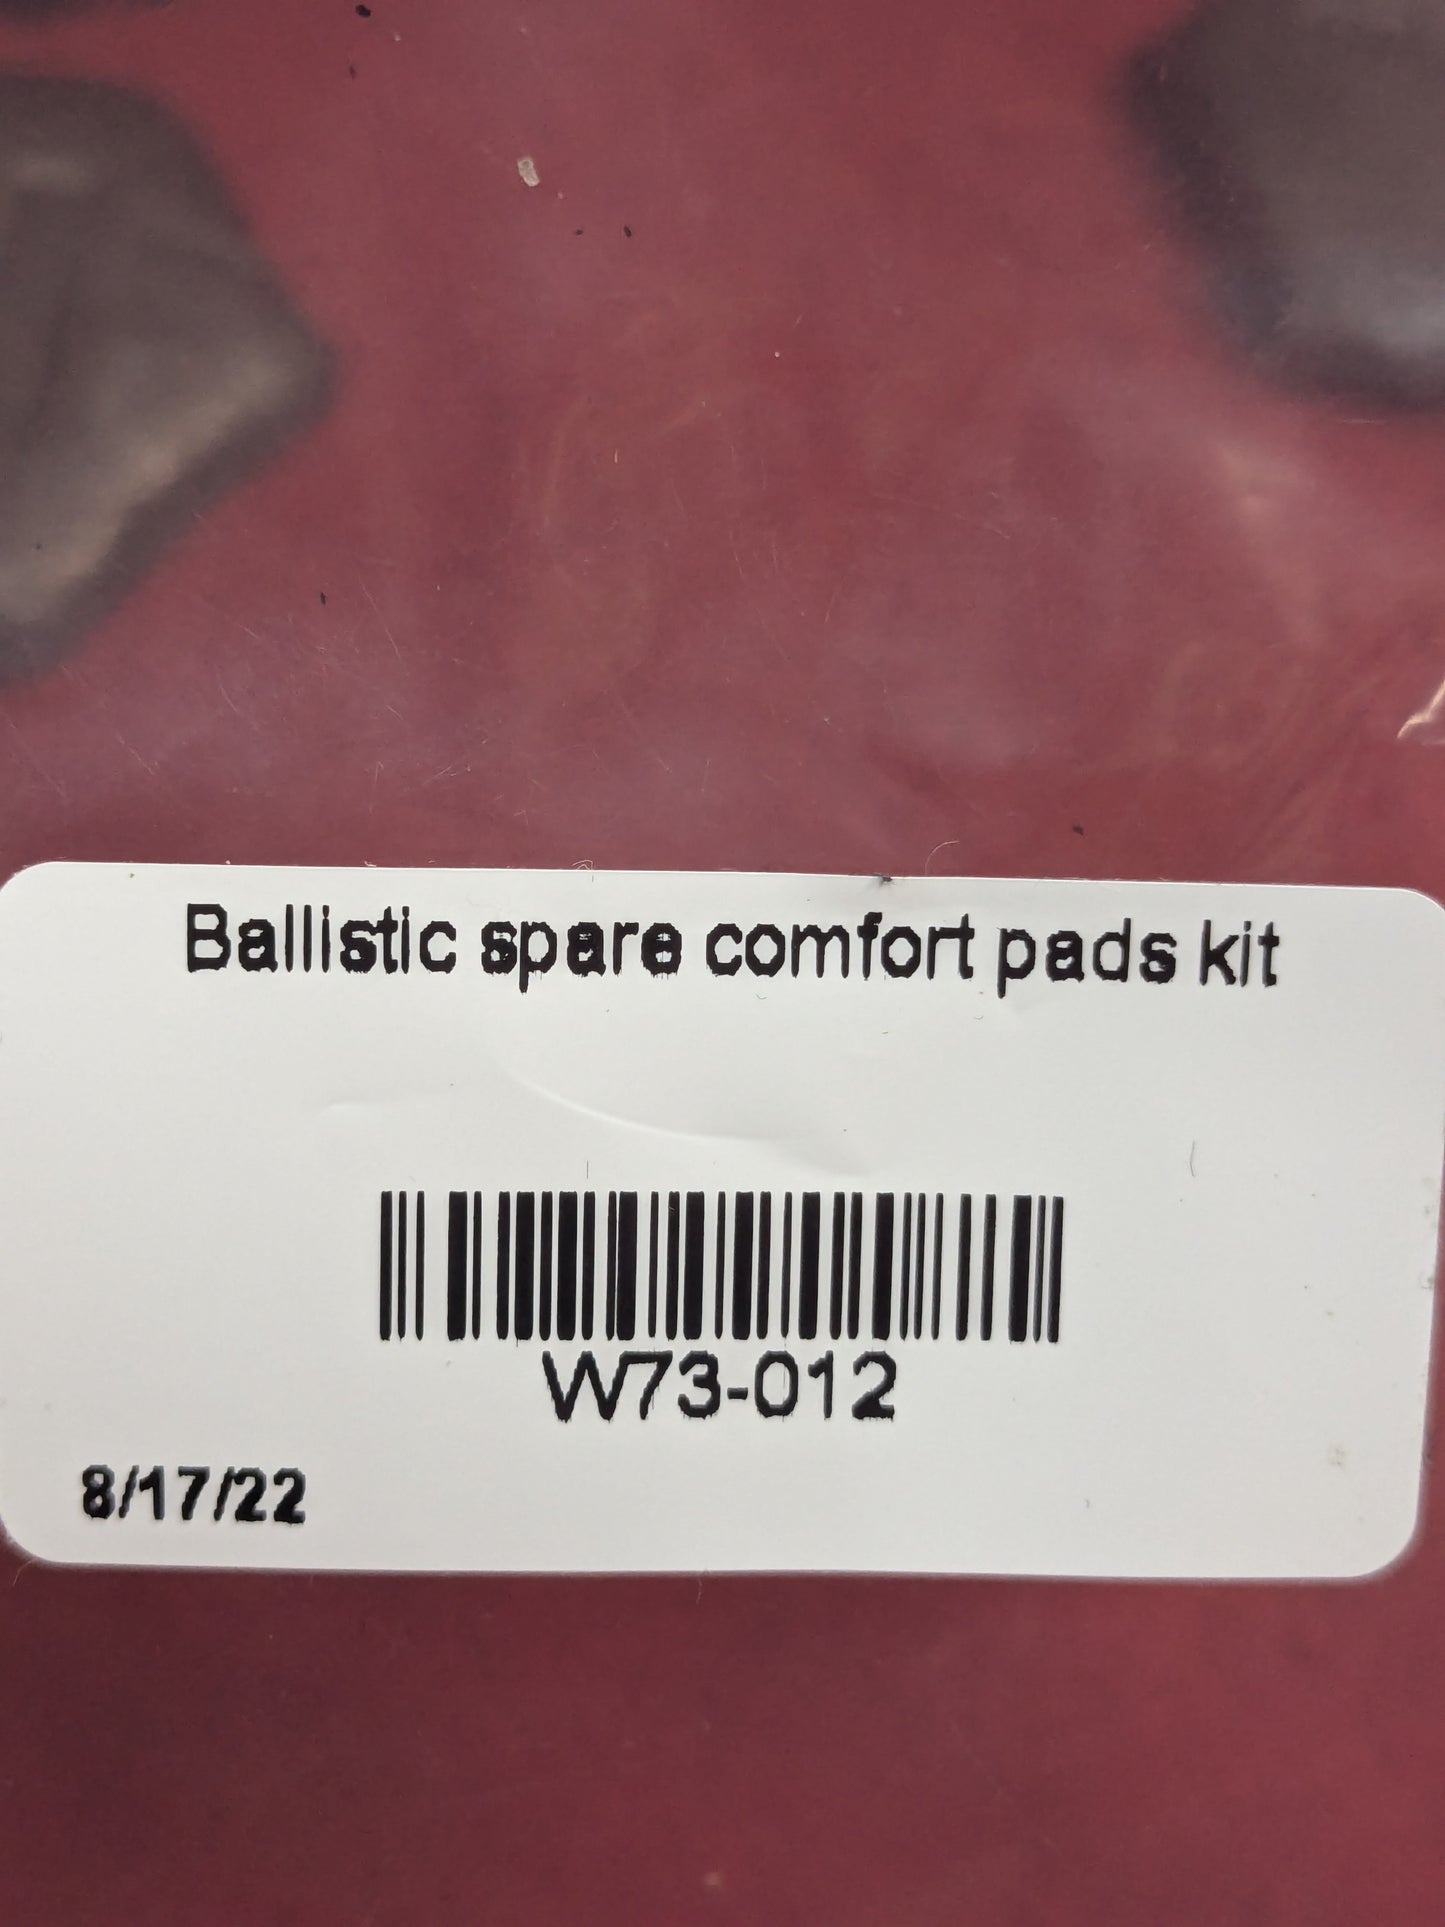 Ballistic spare comfort pads kit
W73-012
8/17/22